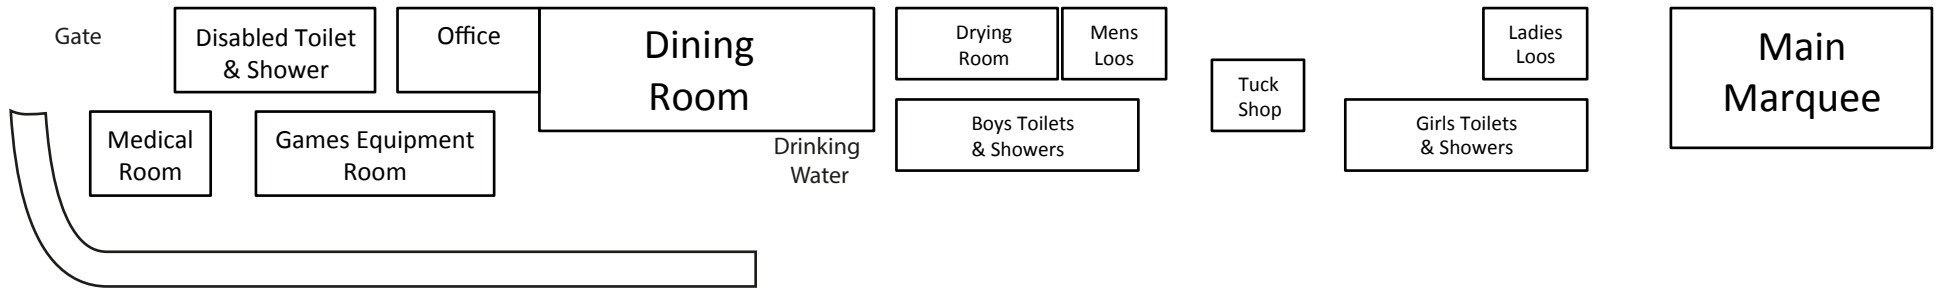 Gate
Disabled Toilet
& Shower
Office
Dining
Room
Drying
Room
Mens
Loos
Ladies
Loos
Main
Marquee
Tuck
Shop
Medical
Room
Games Equipment
Room
Drinking
Water
Boys Toilets
& Showers
Girls Toilets
& Showers